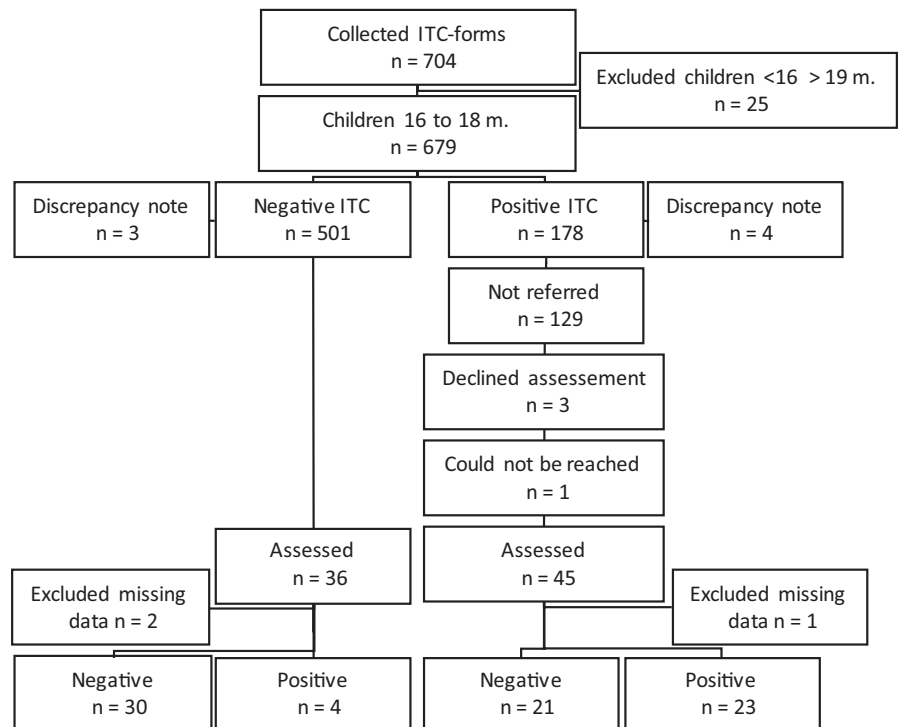 Collected ITC-forms
n = 704
Excluded children <16 > 19 m.
n = 25
Children 16 to 18 m.
n = 679
Discrepancy note
n = 3
Negative ITC
n = 501
Positive ITC
n = 178
Discrepancy note
n = 4
Not referred
n = 129
Declined assessement
n = 3
Could not be reached
n = 1
Assessed
n = 36
Assessed
n = 45
Excluded missing
data n = 2
Excluded missing
data n = 1
Negative
n = 30
Positive
n = 4
Negative
n = 21
Positive
n = 23